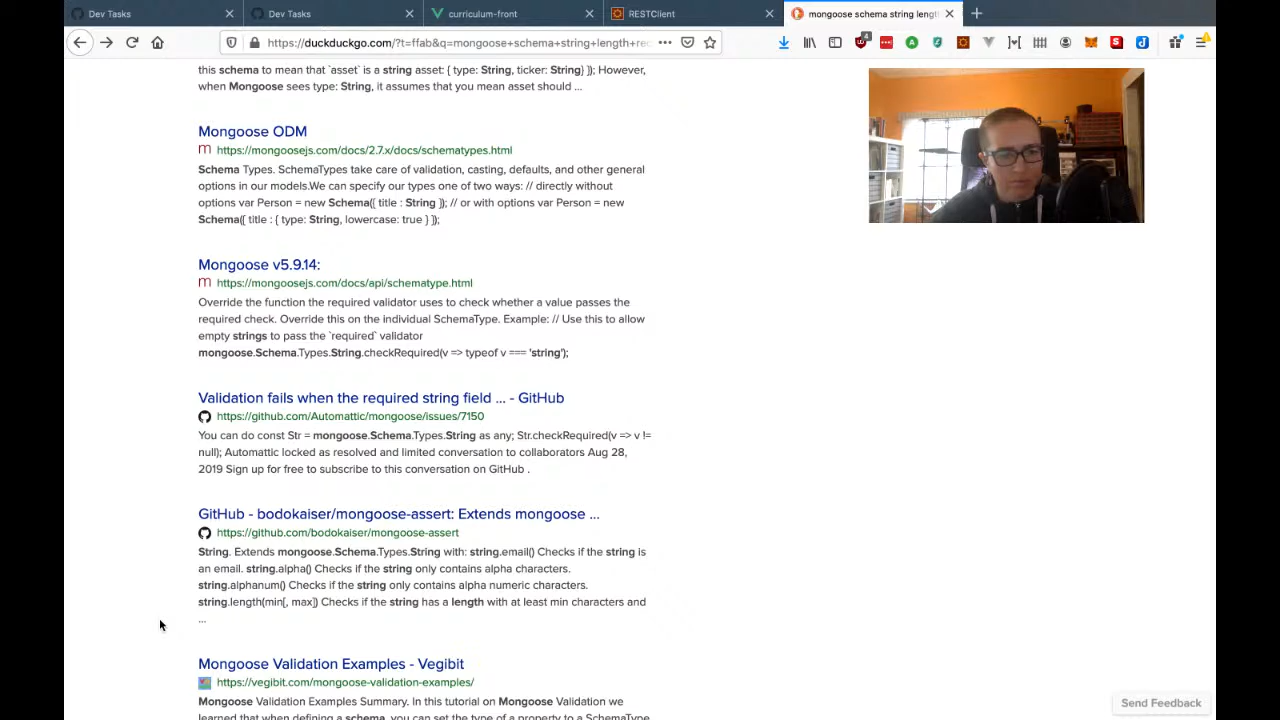 Dev Tasks
Dev Tasks
curriculum-front
RESTClient
mongoose schema string lengt
https://duckduckgo.com/?t=ffab&q=mongoose+schema+string+length+rec
4
this schema to mean that `asset` is a string asset: { type: String, ticker: String} }); However,
when Mongoose sees type: String, it assumes that you mean asset should ...
Mongoose ODM
https://mongoosejs.com/docs/2.7.x/docs/schematypes.html
Schema Types. SchemaTypes take care of validation, casting, defaults, and other general
options in our models.We can specify our types one of two ways: // directly without
options var Person = new Schema({ title : String }); // or with options var Person = new
Schema({ title : { type: String, lowercase: true } });
Mongoose v5.9.14:
https://mongoosejs.com/docs/api/schematype.html
Override the function the required validator uses to check whether a value passes the
required check. Override this on the individual SchemaType. Example: // Use this to allow
empty strings to pass the `required` validator
mongoose.Schema.Types.String.checkRequired(v => typeof v === 'string');
Validation fails when the required string field ... - GitHub
https://github.com/Automattic/mongoose/issues/7150
You can do const Str = mongoose.Schema.Types.String as any; Str.checkRequired(v => v !=
null); Automattic locked as resolved and limited conversation to collaborators Aug 28,
2019 Sign up for free to subscribe to this conversation on GitHub .
GitHub - bodokaiser/mongoose-assert: Extends mongoose ...
https://github.com/bodokaiser/mongoose-assert
String. Extends mongoose.Schema.Types.String with: string.email() Checks if the string is
an email. string.alpha() Checks if the string only contains alpha characters.
string.alphanum() Checks if the string only contains alpha numeric characters.
string.length(min[, max]) Checks if the string has a length with at least min characters and
...
Mongoose Validation Examples - Vegibit
https://vegibit.com/mongoose-validation-examples/
Mongoose Validation Examples Summary. In this tutorial on Mongoose Validation we
learned that when defining a schema, you can set the type of a property to a SchemaType
Send Feedback